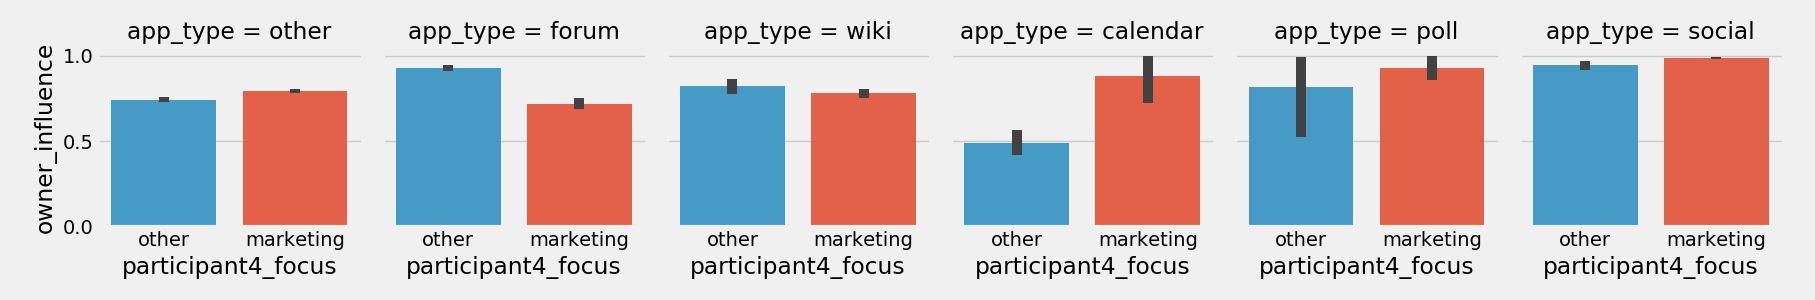 app_type = other
app_type = forum
app_type = wiki
app_type = calendar
app_type = poll
app_type = social
owner_influence
1.0
0.5
0.0
other marketing
other marketing
other marketing
other marketing
other marketing
other marketing
participant4_focus
participant4_focus
participant4_focus
participant4_focus
participant4_focus
participant4_focus